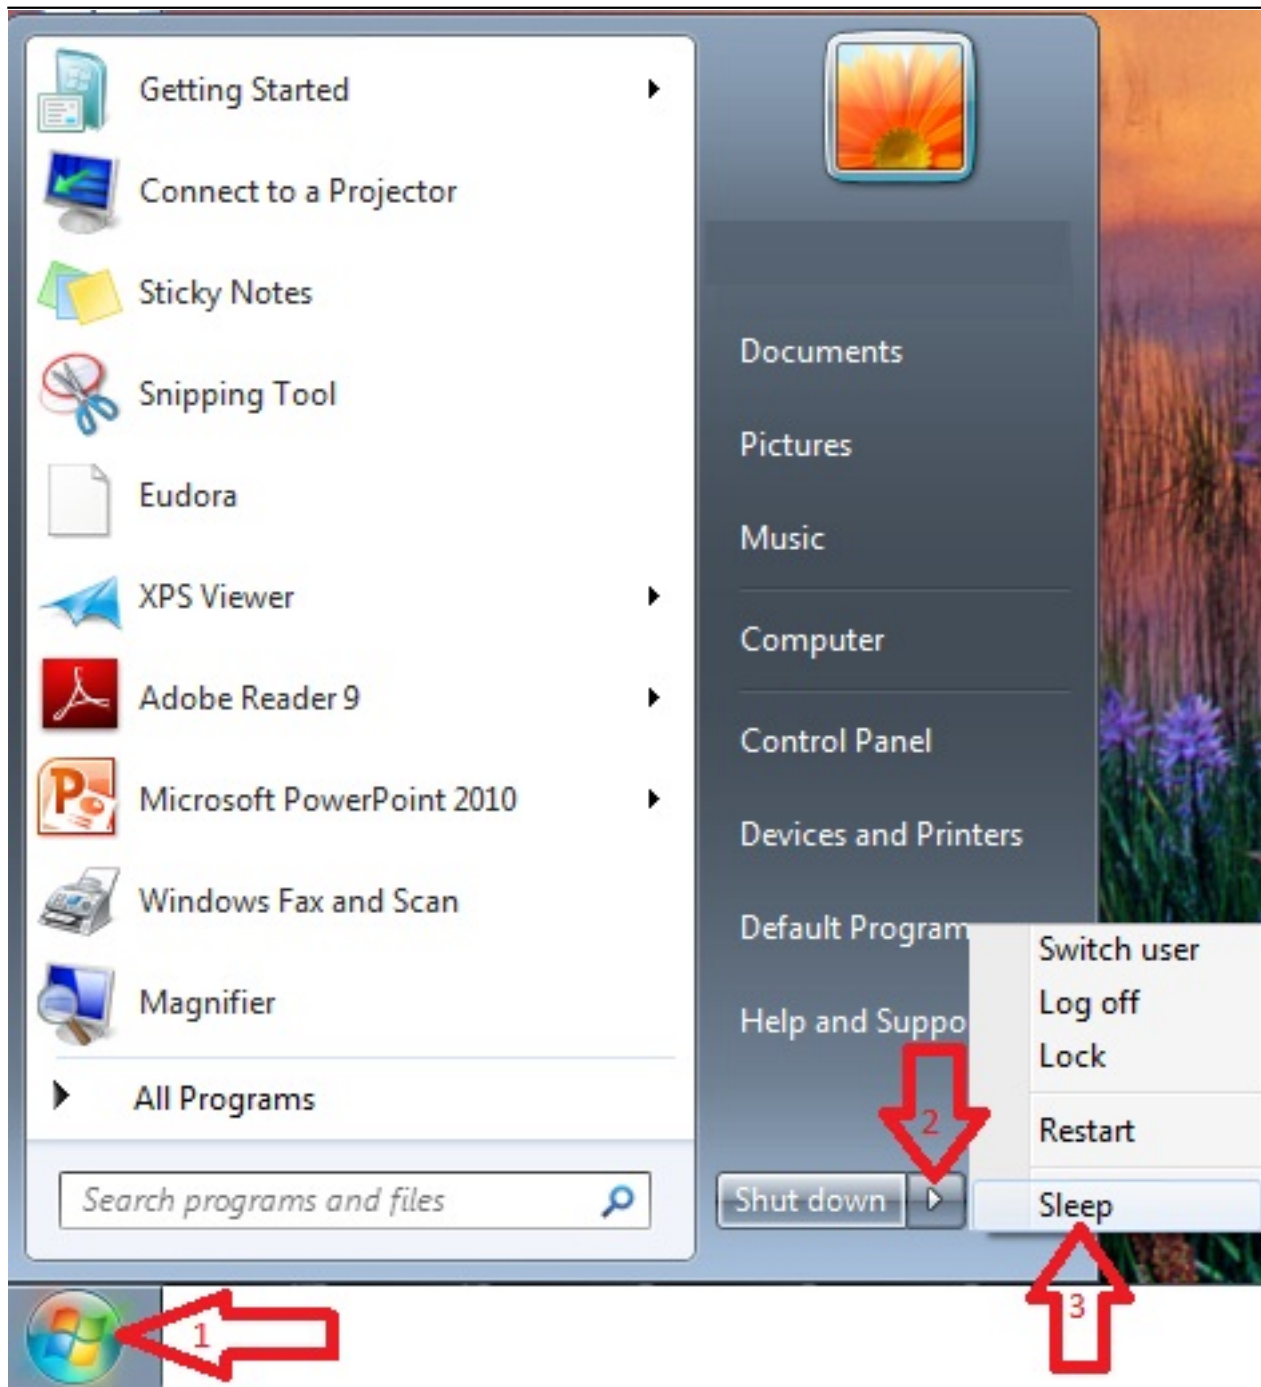 Getting Started
Connect to a Projector
Sticky Notes
Snipping Tool
Eudora
XPS Viewer
Adobe Reader 9
Microsoft PowerPoint 2010
Windows Fax and Scan
Magnifier
All Programs
Search programs and files
Documents
Pictures
Music
Computer
Control Panel
Devices and Printers
Default Program
Help and Suppo
Shut down
Switch user
Log off
Lock
Restart
Sleep
1
2
3